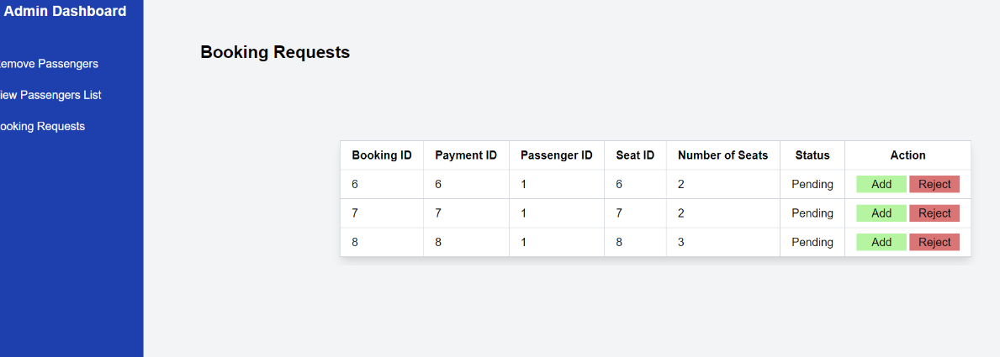 Admin Dashboard
emove Passengers
iew Passengers List
ooking Requests
Booking Requests
Booking ID Payment ID Passenger ID Seat ID Number of Seats Status Action
6 6 1 6 2 Pending Add Reject
7 7 1 7 2 Pending Add Reject
8 8 1 8 3 Pending Add Reject